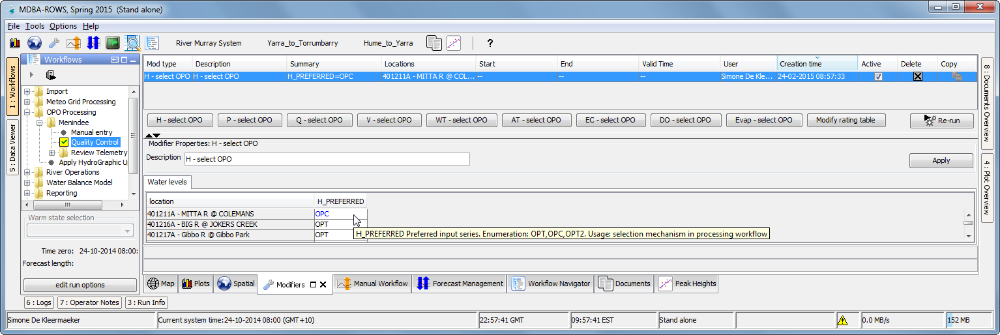 MDBA-ROWS, Spring 2015 (Stand alone)
File Tools Options Help
River Murray System Yarra_to_Torrumbarry Hume_to_Yarra ?
1 : Workflows
5 : Data Viewer
Workflows
Import
Meteo Grid Processing
OPO Processing
Menindee
Manual entry
Quality Control
Review Telemetry
Apply HydroGraphic U
River Operations
Water Balance Model
Reporting
Warm state selection
Time zero: 24-10-2014 08:00:
Forecast length:
edit run options
Mod type Description Summary Locations Start End Valid Time User Creation time Active Delete Copy
H - select OPO H - select OPO H_PREFERRED=OPC 401211A - MITTA R @ COL... -- -- -- Simone De Klee... 24-02-2015 08:57:33
H - select OPO P - select OPO Q - select OPO V - select OPO WT - select OPO AT - select OPO EC - select OPO DO - select OPO Evap - select OPO Modify rating table Re-run
Modifier Properties: H - select OPO
Description H - select OPO Apply
Water levels
location H_PREFERRED
401211A - MITTA R @ COLEMANS OPC
401216A - BIG R @ JOKERS CREEK OPT
401217A - Gibbo R @ Gibbo Park OPT
H_PREFERRED Preferred input series. Enumeration: OPT,OPC,OPT2. Usage: selection mechanism in processing workflow
Map Plots Spatial Modifiers Manual Workflow Forecast Management Workflow Navigator Documents Peak Heights
8 : Documents Overview
4 : Plot Overview
6 : Logs 7 : Operator Notes 3 : Run Info
Simone De Kleermaeker Current system time:24-10-2014 08:00 (GMT+10) 22:57:41 GMT 09:57:41 EST Stand alone 0.0 MB/s 152 MB